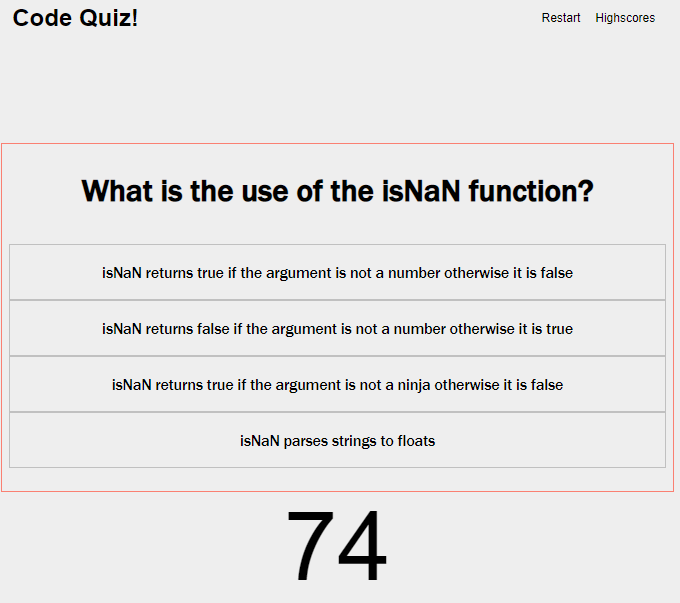 Code Quiz!
Restart Highscores
What is the use of the isNaN function?
isNaN returns true if the argument is not a number otherwise it is false
isNaN returns false if the argument is not a number otherwise it is true
isNaN returns true if the argument is not a ninja otherwise it is false
isNaN parses strings to floats
74